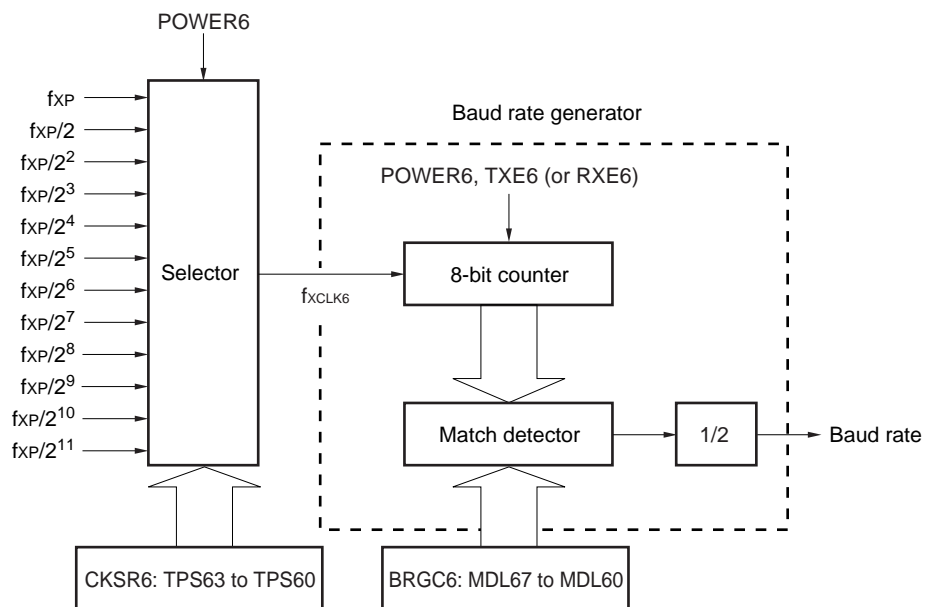 POWER6
fXP
fXP/2
fXP/2²
fXP/2³
fXP/2⁴
fXP/2⁵
fXP/2⁶
fXP/2⁷
fXP/2⁸
fXP/2⁹
fXP/2¹⁰
fXP/2¹¹
Selector
fXCLK6
Baud rate generator
POWER6, TXE6 (or RXE6)
8-bit counter
Match detector
1/2
Baud rate
CKSR6: TPS63 to TPS60
BRGC6: MDL67 to MDL60